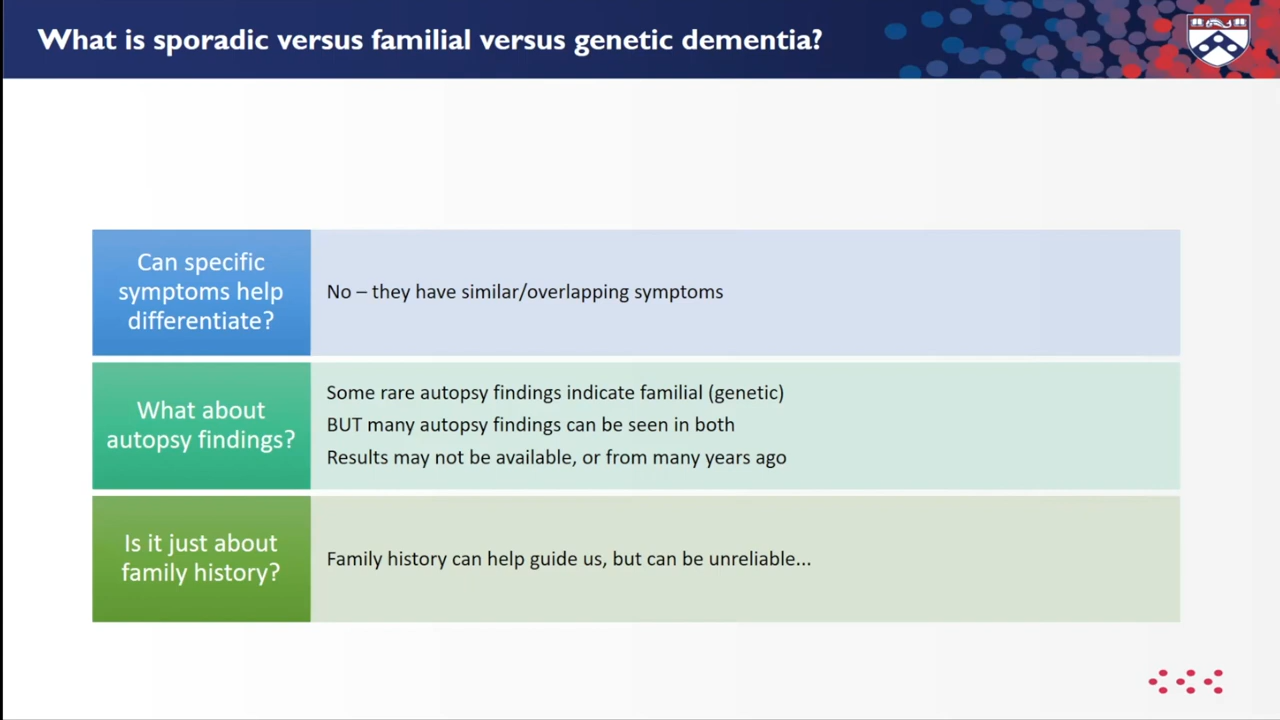 What is sporadic versus familial versus genetic dementia?
Can specific
symptoms help
differentiate?
No – they have similar/overlapping symptoms
What about
autopsy findings?
Some rare autopsy findings indicate familial (genetic)
BUT many autopsy findings can be seen in both
Results may not be available, or from many years ago
Is it just about
family history?
Family history can help guide us, but can be unreliable...